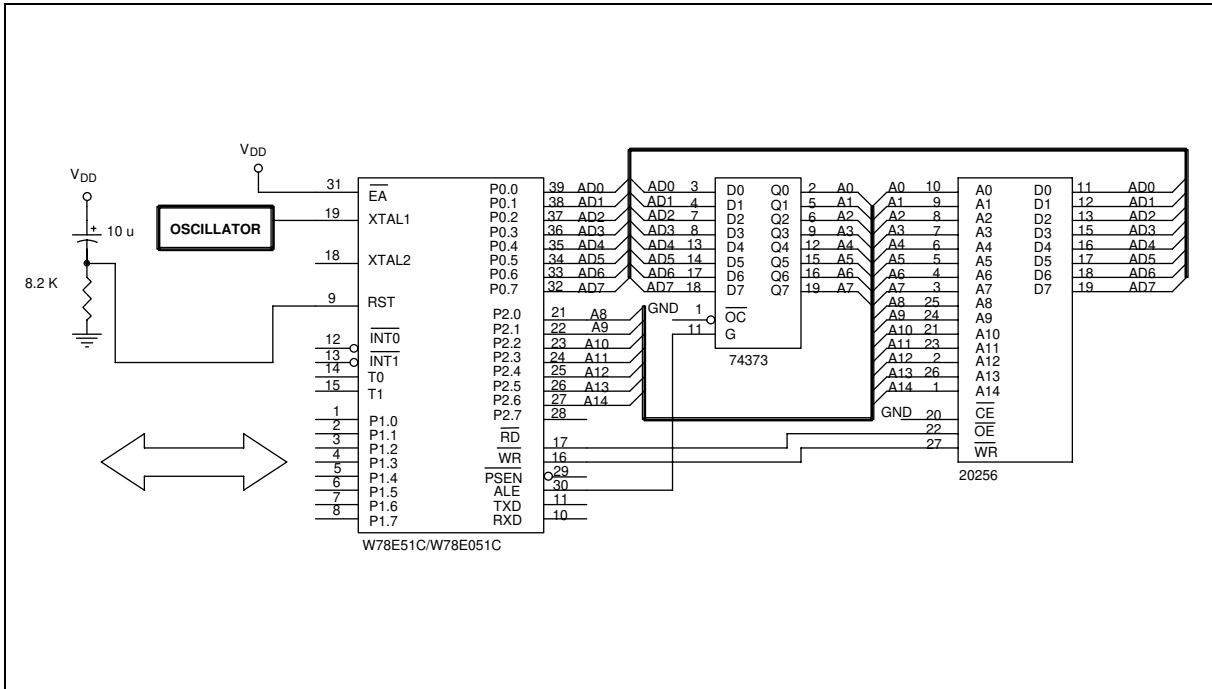 VDD
VDD
10 u
8.2 K
OSCILLATOR
31 EA
19 XTAL1
18 XTAL2
9 RST
12 INT0
13 INT1
14 T0
15 T1
1 P1.0
2 P1.1
3 P1.2
4 P1.3
5 P1.4
6 P1.5
7 P1.6
8 P1.7
P0.0 39 AD0
P0.1 38 AD1
P0.2 37 AD2
P0.3 36 AD3
P0.4 35 AD4
P0.5 34 AD5
P0.6 33 AD6
P0.7 32 AD7
P2.0 21 A8
P2.1 22 A9
P2.2 23 A10
P2.3 24 A11
P2.4 25 A12
P2.5 26 A13
P2.6 27 A14
P2.7 28
RD 17
WR 16
PSEN 29
ALE 30
TXD 11
RXD 10
W78E51C/W78E051C
AD0 3 D0 Q0 2 A0
AD1 4 D1 Q1 5 A1
AD2 7 D2 Q2 6 A2
AD3 8 D3 Q3 9 A3
AD4 13 D4 Q4 12 A4
AD5 14 D5 Q5 15 A5
AD6 17 D6 Q6 16 A6
AD7 18 D7 Q7 19 A7
GND 1 OC
11 G
74373
A0 10 A0 D0 11 AD0
A1 9 A1 D1 12 AD1
A2 8 A2 D2 13 AD2
A3 7 A3 D3 15 AD3
A4 6 A4 D4 16 AD4
A5 5 A5 D5 17 AD5
A6 4 A6 D6 18 AD6
A7 3 A7 D7 19 AD7
A8 25 A8
A9 24 A9
A10 21 A10
A11 23 A11
A12 2 A12
A13 26 A13
A14 1 A14
GND 20 CE
22 OE
27 WR
20256